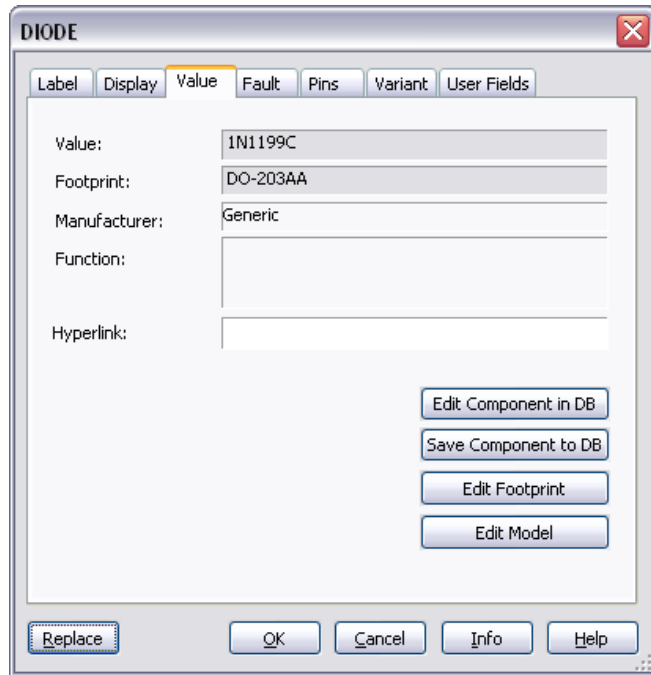 DIODE
Label Display Value Fault Pins Variant User Fields
Value: 1N1199C
Footprint: DO-203AA
Manufacturer: Generic
Function:
Hyperlink:
Edit Component in DB
Save Component to DB
Edit Footprint
Edit Model
Replace OK Cancel Info Help